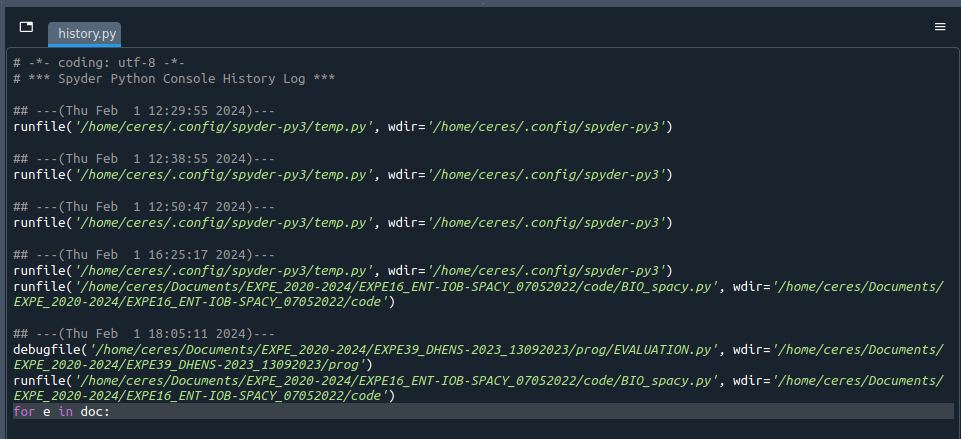 history.py
# -*- coding: utf-8 -*-
# *** Spyder Python Console History Log ***
## ---(Thu Feb  1 12:29:55 2024)---
runfile('/home/ceres/.config/spyder-py3/temp.py', wdir='/home/ceres/.config/spyder-py3')
## ---(Thu Feb  1 12:38:55 2024)---
runfile('/home/ceres/.config/spyder-py3/temp.py', wdir='/home/ceres/.config/spyder-py3')
## ---(Thu Feb  1 12:50:47 2024)---
runfile('/home/ceres/.config/spyder-py3/temp.py', wdir='/home/ceres/.config/spyder-py3')
## ---(Thu Feb  1 16:25:17 2024)---
runfile('/home/ceres/.config/spyder-py3/temp.py', wdir='/home/ceres/.config/spyder-py3')
runfile('/home/ceres/Documents/EXPE_2020-2024/EXPE16_ENT-IOB-SPACY_07052022/code/BIO_spacy.py', wdir='/home/ceres/Documents/
EXPE_2020-2024/EXPE16_ENT-IOB-SPACY_07052022/code')
## ---(Thu Feb  1 18:05:11 2024)---
debugfile('/home/ceres/Documents/EXPE_2020-2024/EXPE39_DHENS-2023_13092023/prog/EVALUATION.py', wdir='/home/ceres/Documents/
EXPE_2020-2024/EXPE39_DHENS-2023_13092023/prog')
runfile('/home/ceres/Documents/EXPE_2020-2024/EXPE16_ENT-IOB-SPACY_07052022/code/BIO_spacy.py', wdir='/home/ceres/Documents/
EXPE_2020-2024/EXPE16_ENT-IOB-SPACY_07052022/code')
for e in doc: